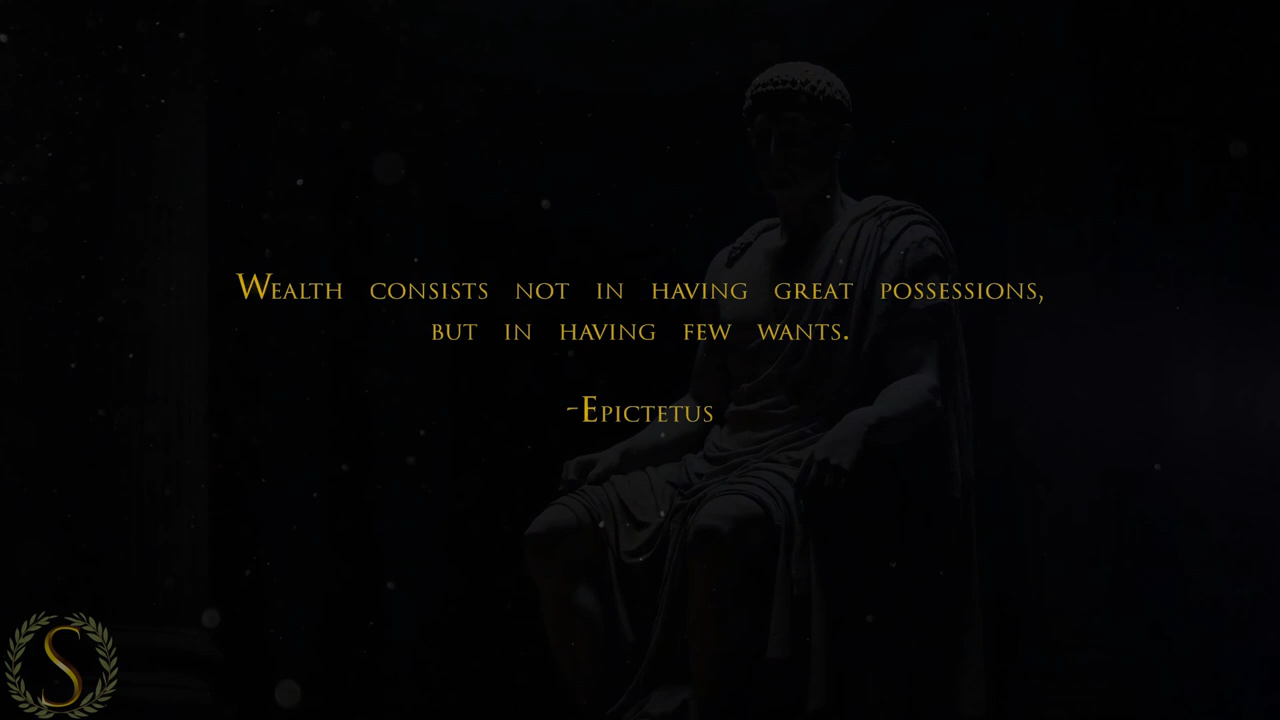 Wealth consists not in having great possessions,
but in having few wants.
-Epictetus
S